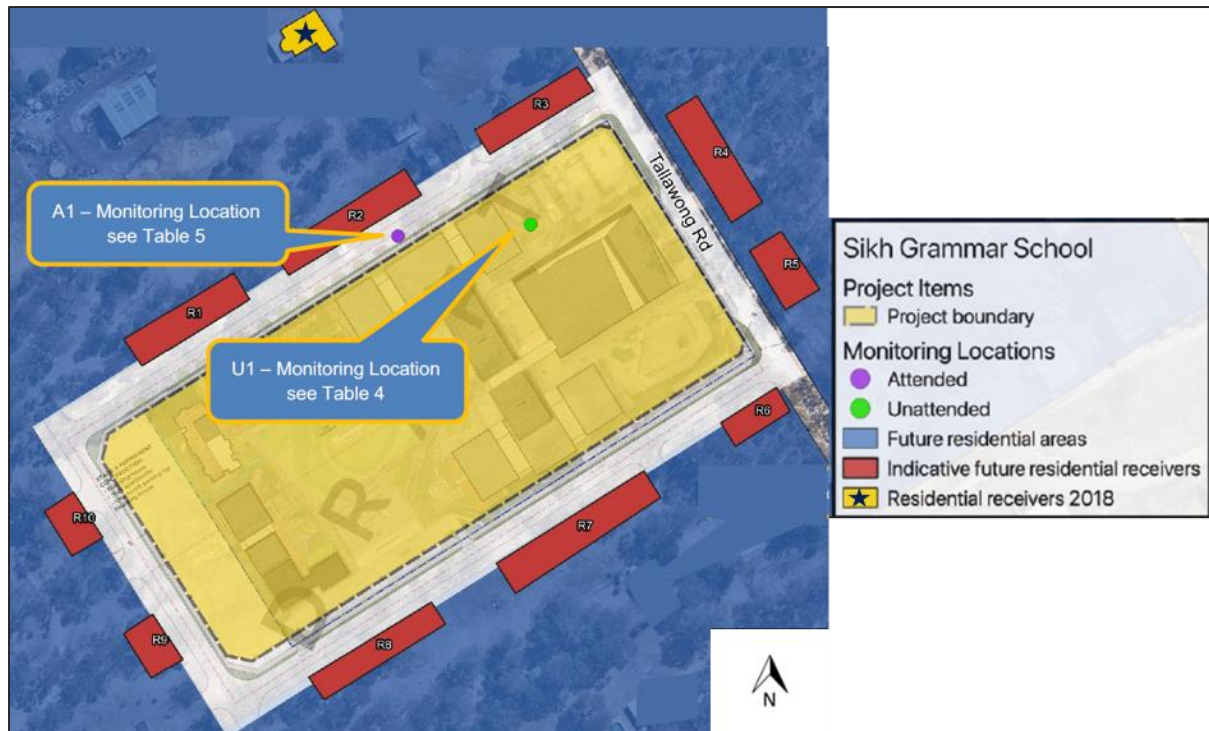 R3
R4
Tallawong Rd
A1 – Monitoring Location
see Table 5
R2
R5
R1
U1 – Monitoring Location
see Table 4
R6
R10
R7
R9
R8
N
Sikh Grammar School
Project Items
Project boundary
Monitoring Locations
Attended
Unattended
Future residential areas
Indicative future residential receivers
Residential receivers 2018